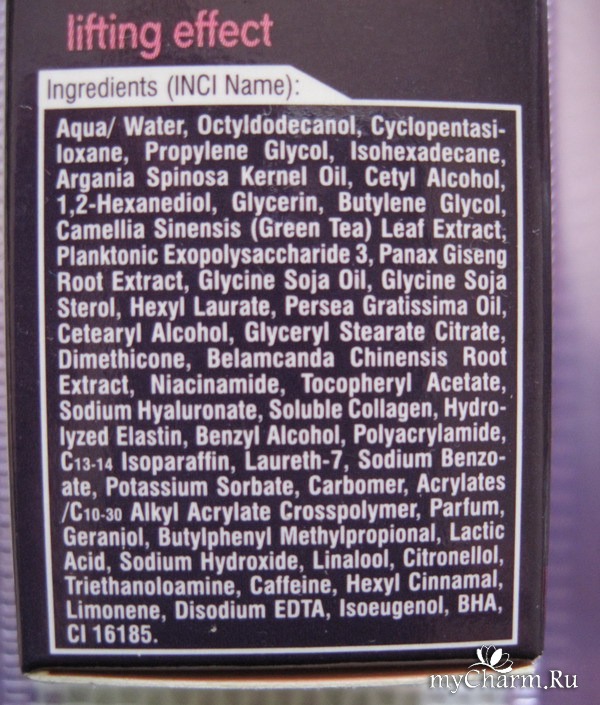 lifting effect
Ingredients (INCI Name):
Aqua/ Water, Octyldodecanol, Cyclopentasi-
loxane, Propylene Glycol, Isohexadecane,
Argania Spinosa Kernel Oil, Cetyl Alcohol,
1,2-Hexanediol, Glycerin, Butylene Glycol,
Camellia Sinensis (Green Tea) Leaf Extract,
Planktonic Exopolysaccharide 3, Panax Giseng
Root Extract, Glycine Soja Oil, Glycine Soja
Sterol, Hexyl Laurate, Persea Gratissima Oil,
Cetearyl Alcohol, Glyceryl Stearate Citrate,
Dimethicone, Belamcanda Chinensis Root
Extract, Niacinamide, Tocopheryl Acetate,
Sodium Hyaluronate, Soluble Collagen, Hydro-
lyzed Elastin, Benzyl Alcohol, Polyacrylamide,
C13-14 Isoparaffin, Laureth-7, Sodium Benzo-
ate, Potassium Sorbate, Carbomer, Acrylates
/C10-30 Alkyl Acrylate Crosspolymer, Parfum,
Geraniol, Butylphenyl Methylpropional, Lactic
Acid, Sodium Hydroxide, Linalool, Citronellol,
Triethanoloamine, Caffeine, Hexyl Cinnamal,
Limonene, Disodium EDTA, Isoeugenol, BHA,
CI 16185.
myCharm.Ru